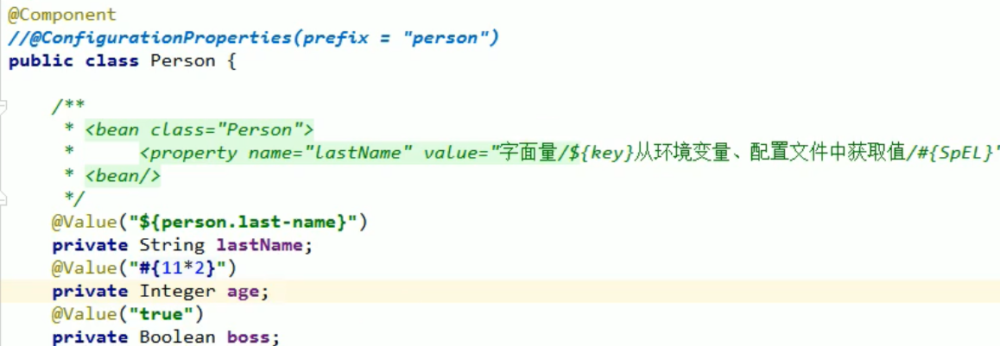 @Component
//@ConfigurationProperties(prefix = "person")
public class Person {
/**
* <bean class="Person">
*      <property name="lastName" value="字面量/${key}从环境变量、配置文件中获取值/#{SpEL}"
* <bean/>
*/
@Value("${person.last-name}")
private String lastName;
@Value("#{11*2}")
private Integer age;
@Value("true")
private Boolean boss;